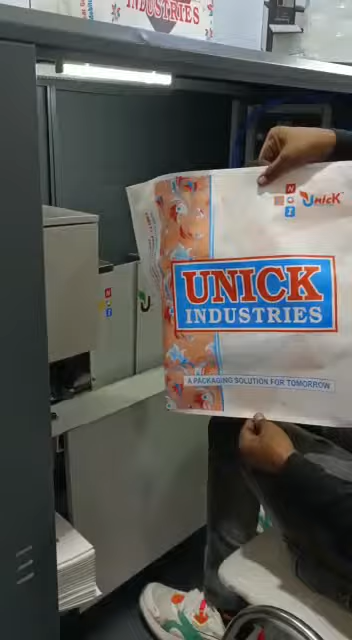 INDUSTRIES
N
UnicK
Z
UNICK
INDUSTRIES
A PACKAGING SOLUTION FOR TOMORROW